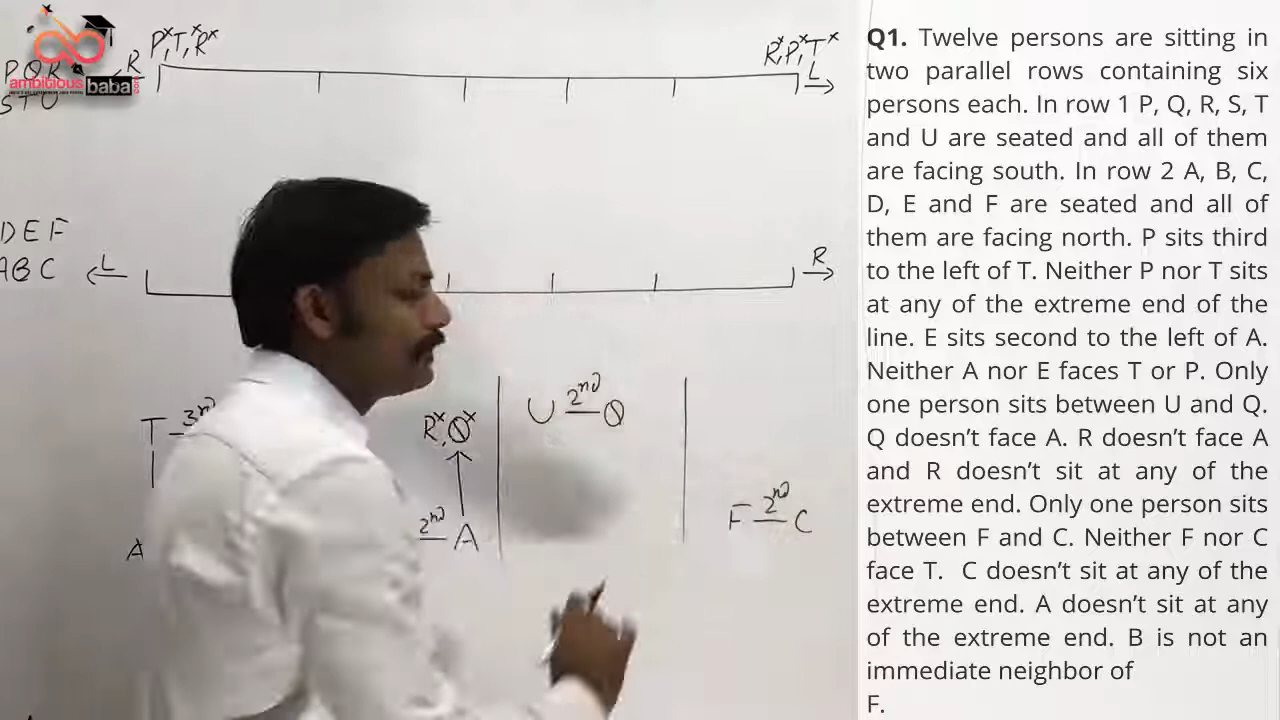 P^x, T^x, R^x
R^x, P^x, T^x
P Q R
, R
L
S T U
ambitious
baba.com
D E F
A B C
L
R
T 3rd
R^x, Q^x
U 2nd Q
2nd A
F 2nd C
A
Q1. Twelve persons are sitting in
two parallel rows containing six
persons each. In row 1 P, Q, R, S, T
and U are seated and all of them
are facing south. In row 2 A, B, C,
D, E and F are seated and all of
them are facing north. P sits third
to the left of T. Neither P nor T sits
at any of the extreme end of the
line. E sits second to the left of A.
Neither A nor E faces T or P. Only
one person sits between U and Q.
Q doesn't face A. R doesn't face A
and R doesn't sit at any of the
extreme end. Only one person sits
between F and C. Neither F nor C
face T. C doesn't sit at any of the
extreme end. A doesn't sit at any
of the extreme end. B is not an
immediate neighbor of
F.